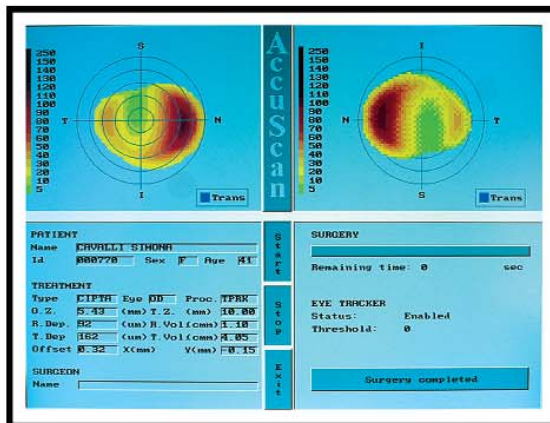 S
250
150
140
130
120
110
100
90
80
70
60
50
40
30
20
10
5
T
N
I
Trans
AccuScan
I
250
150
140
130
120
110
100
90
80
70
60
50
40
30
20
10
5
N
T
S
Trans
PATIENT
Name CAVALLI SIMONA
Id 000770 Sex F Age 41
TREATMENT
Type CIPTA Eye OD Proc. TPRK
O.Z. 5.43 (mm) T.Z. (mm) 10.00
R.Dep. 92 (um) R.Vol(cmm) 1.10
T.Dep 162 (um) T.Vol(cmm) 4.05
Offset 0.32 X(mm) Y(mm) -0.15
SURGEON
Name
Start
Stop
Exit
SURGERY
Remaining time: 0 sec
EYE TRACKER
Status: Enabled
Threshold: 0
Surgery completed